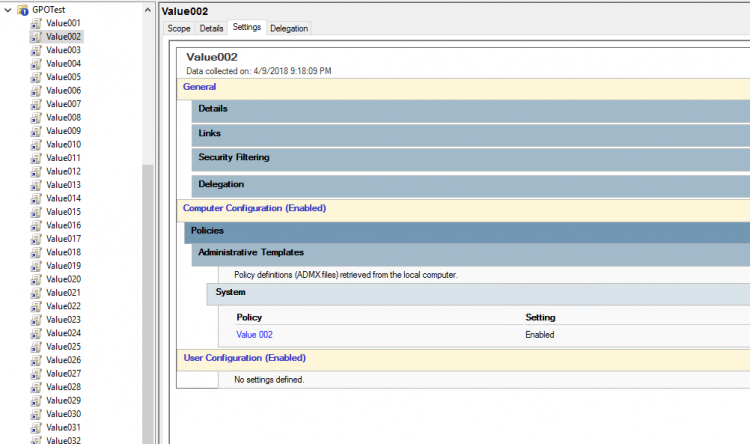 GPOTest
Value001
Value002
Value003
Value004
Value005
Value006
Value007
Value008
Value009
Value010
Value011
Value012
Value013
Value014
Value015
Value016
Value017
Value018
Value019
Value020
Value021
Value022
Value023
Value024
Value025
Value026
Value027
Value028
Value029
Value030
Value031
Value032
Value002
Scope Details Settings Delegation
Value002
Data collected on: 4/9/2018 9:18:09 PM
General
Details
Links
Security Filtering
Delegation
Computer Configuration (Enabled)
Policies
Administrative Templates
Policy definitions (ADMX files) retrieved from the local computer.
System
Policy Setting
Value 002 Enabled
User Configuration (Enabled)
No settings defined.